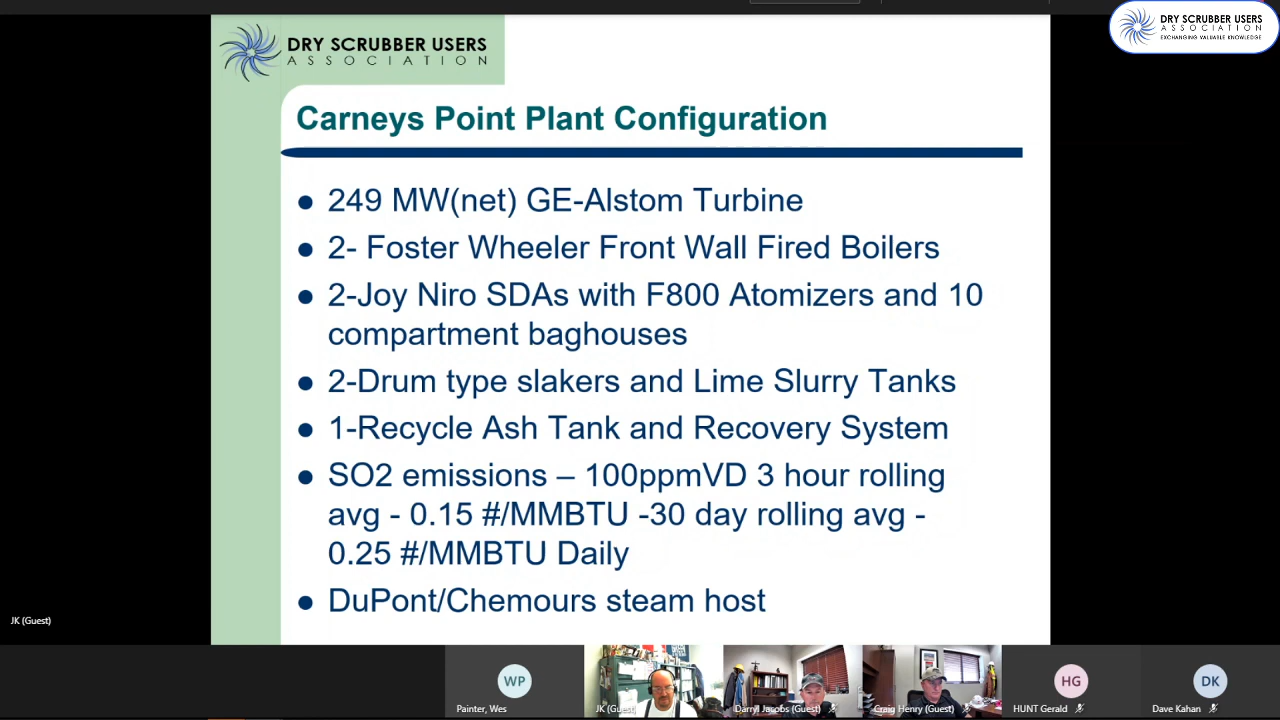 DRY SCRUBBER USERS
ASSOCIATION
DRY SCRUBBER USERS
ASSOCIATION
EXCHANGING VALUABLE KNOWLEDGE
Carneys Point Plant Configuration
● 249 MW(net) GE-Alstom Turbine
● 2- Foster Wheeler Front Wall Fired Boilers
● 2-Joy Niro SDAs with F800 Atomizers and 10
compartment baghouses
● 2-Drum type slakers and Lime Slurry Tanks
● 1-Recycle Ash Tank and Recovery System
● SO2 emissions – 100ppmVD 3 hour rolling
avg - 0.15 #/MMBTU -30 day rolling avg -
0.25 #/MMBTU Daily
● DuPont/Chemours steam host
JK (Guest)
WP
HG
DK
Painter, Wes
JK (Guest)
Darryl Jacobs (Guest)
Craig Henry (Guest)
HUNT Gerald
Dave Kahan